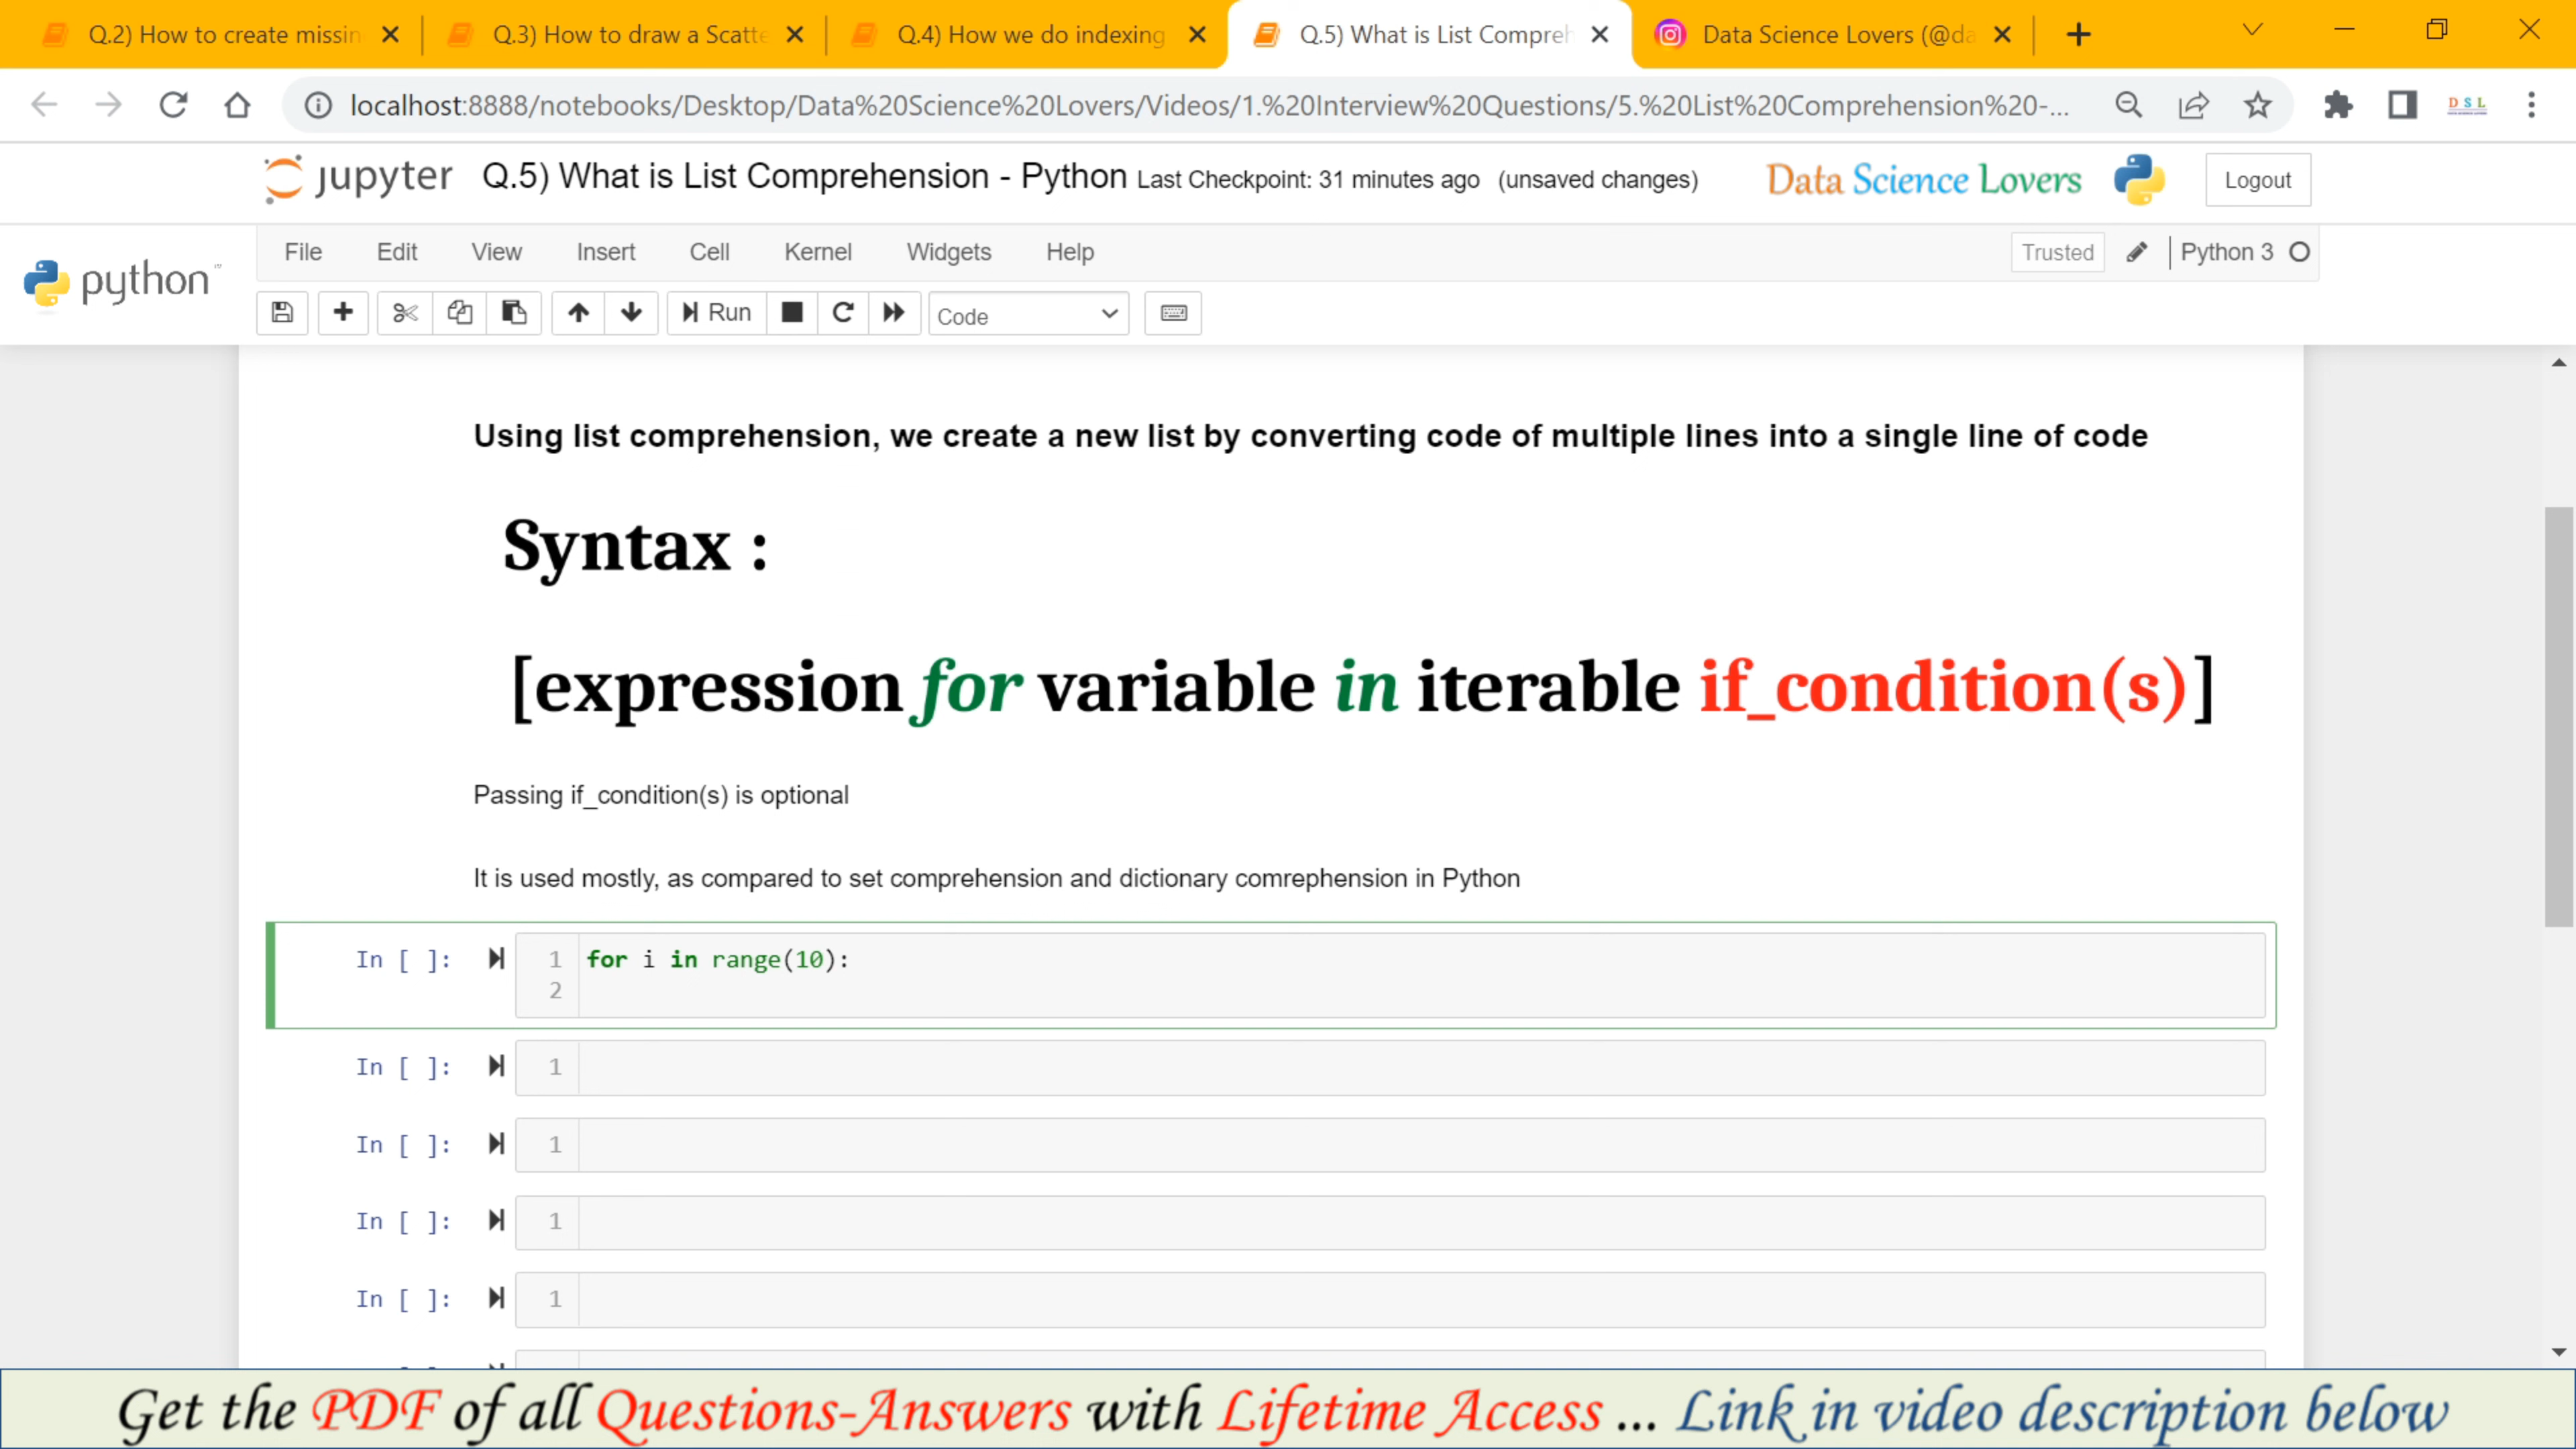 Q.2) How to create missin
Q.3) How to draw a Scatte
Q.4) How we do indexing
Q.5) What is List Compreh
Data Science Lovers (@da
localhost:8888/notebooks/Desktop/Data%20Science%20Lovers/Videos/1.%20Interview%20Questions/5.%20List%20Comprehension%20-...
DSL
jupyter Q.5) What is List Comprehension - Python Last Checkpoint: 31 minutes ago (unsaved changes)
Data Science Lovers
Logout
python™
File Edit View Insert Cell Kernel Widgets Help
Trusted
Python 3
Run
Code
Using list comprehension, we create a new list by converting code of multiple lines into a single line of code
Syntax :
[expression for variable in iterable if_condition(s)]
Passing if_condition(s) is optional
It is used mostly, as compared to set comprehension and dictionary comrephension in Python
In [ ]:
1 for i in range(10):
2
In [ ]: 1
In [ ]: 1
In [ ]: 1
In [ ]: 1
Get the PDF of all Questions-Answers with Lifetime Access ... Link in video description below